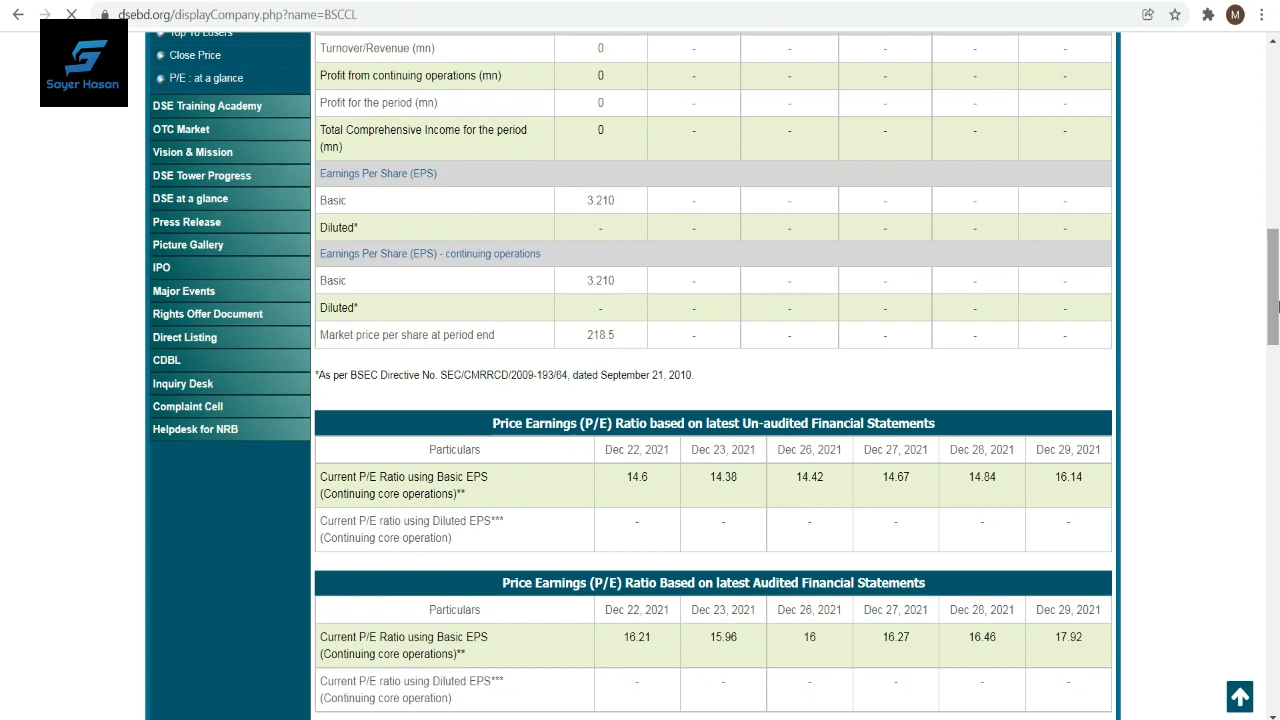 dsebd.org/displayCompany.php?name=BSCCL
M
Sayer Hasan
Top 10 Losers
Close Price
P/E : at a glance
DSE Training Academy
OTC Market
Vision & Mission
DSE Tower Progress
DSE at a glance
Press Release
Picture Gallery
IPO
Major Events
Rights Offer Document
Direct Listing
CDBL
Inquiry Desk
Complaint Cell
Helpdesk for NRB
Turnover/Revenue (mn) 0 - - - - -
Profit from continuing operations (mn) 0 - - - - -
Profit for the period (mn) 0 - - - - -
Total Comprehensive Income for the period 0 - - - - -
(mn)
Earnings Per Share (EPS)
Basic 3.210 - - - - -
Diluted* - - - - - -
Earnings Per Share (EPS) - continuing operations
Basic 3.210 - - - - -
Diluted* - - - - - -
Market price per share at period end 218.5 - - - - -
*As per BSEC Directive No. SEC/CMRRCD/2009-193/64, dated September 21, 2010.
Price Earnings (P/E) Ratio based on latest Un-audited Financial Statements
Particulars Dec 22, 2021 Dec 23, 2021 Dec 26, 2021 Dec 27, 2021 Dec 28, 2021 Dec 29, 2021
Current P/E Ratio using Basic EPS 14.6 14.38 14.42 14.67 14.84 16.14
(Continuing core operations)**
Current P/E ratio using Diluted EPS*** - - - - - -
(Continuing core operation)
Price Earnings (P/E) Ratio Based on latest Audited Financial Statements
Particulars Dec 22, 2021 Dec 23, 2021 Dec 26, 2021 Dec 27, 2021 Dec 28, 2021 Dec 29, 2021
Current P/E Ratio using Basic EPS 16.21 15.96 16 16.27 16.46 17.92
(Continuing core operations)**
Current P/E ratio using Diluted EPS*** - - - - - -
(Continuing core operation)